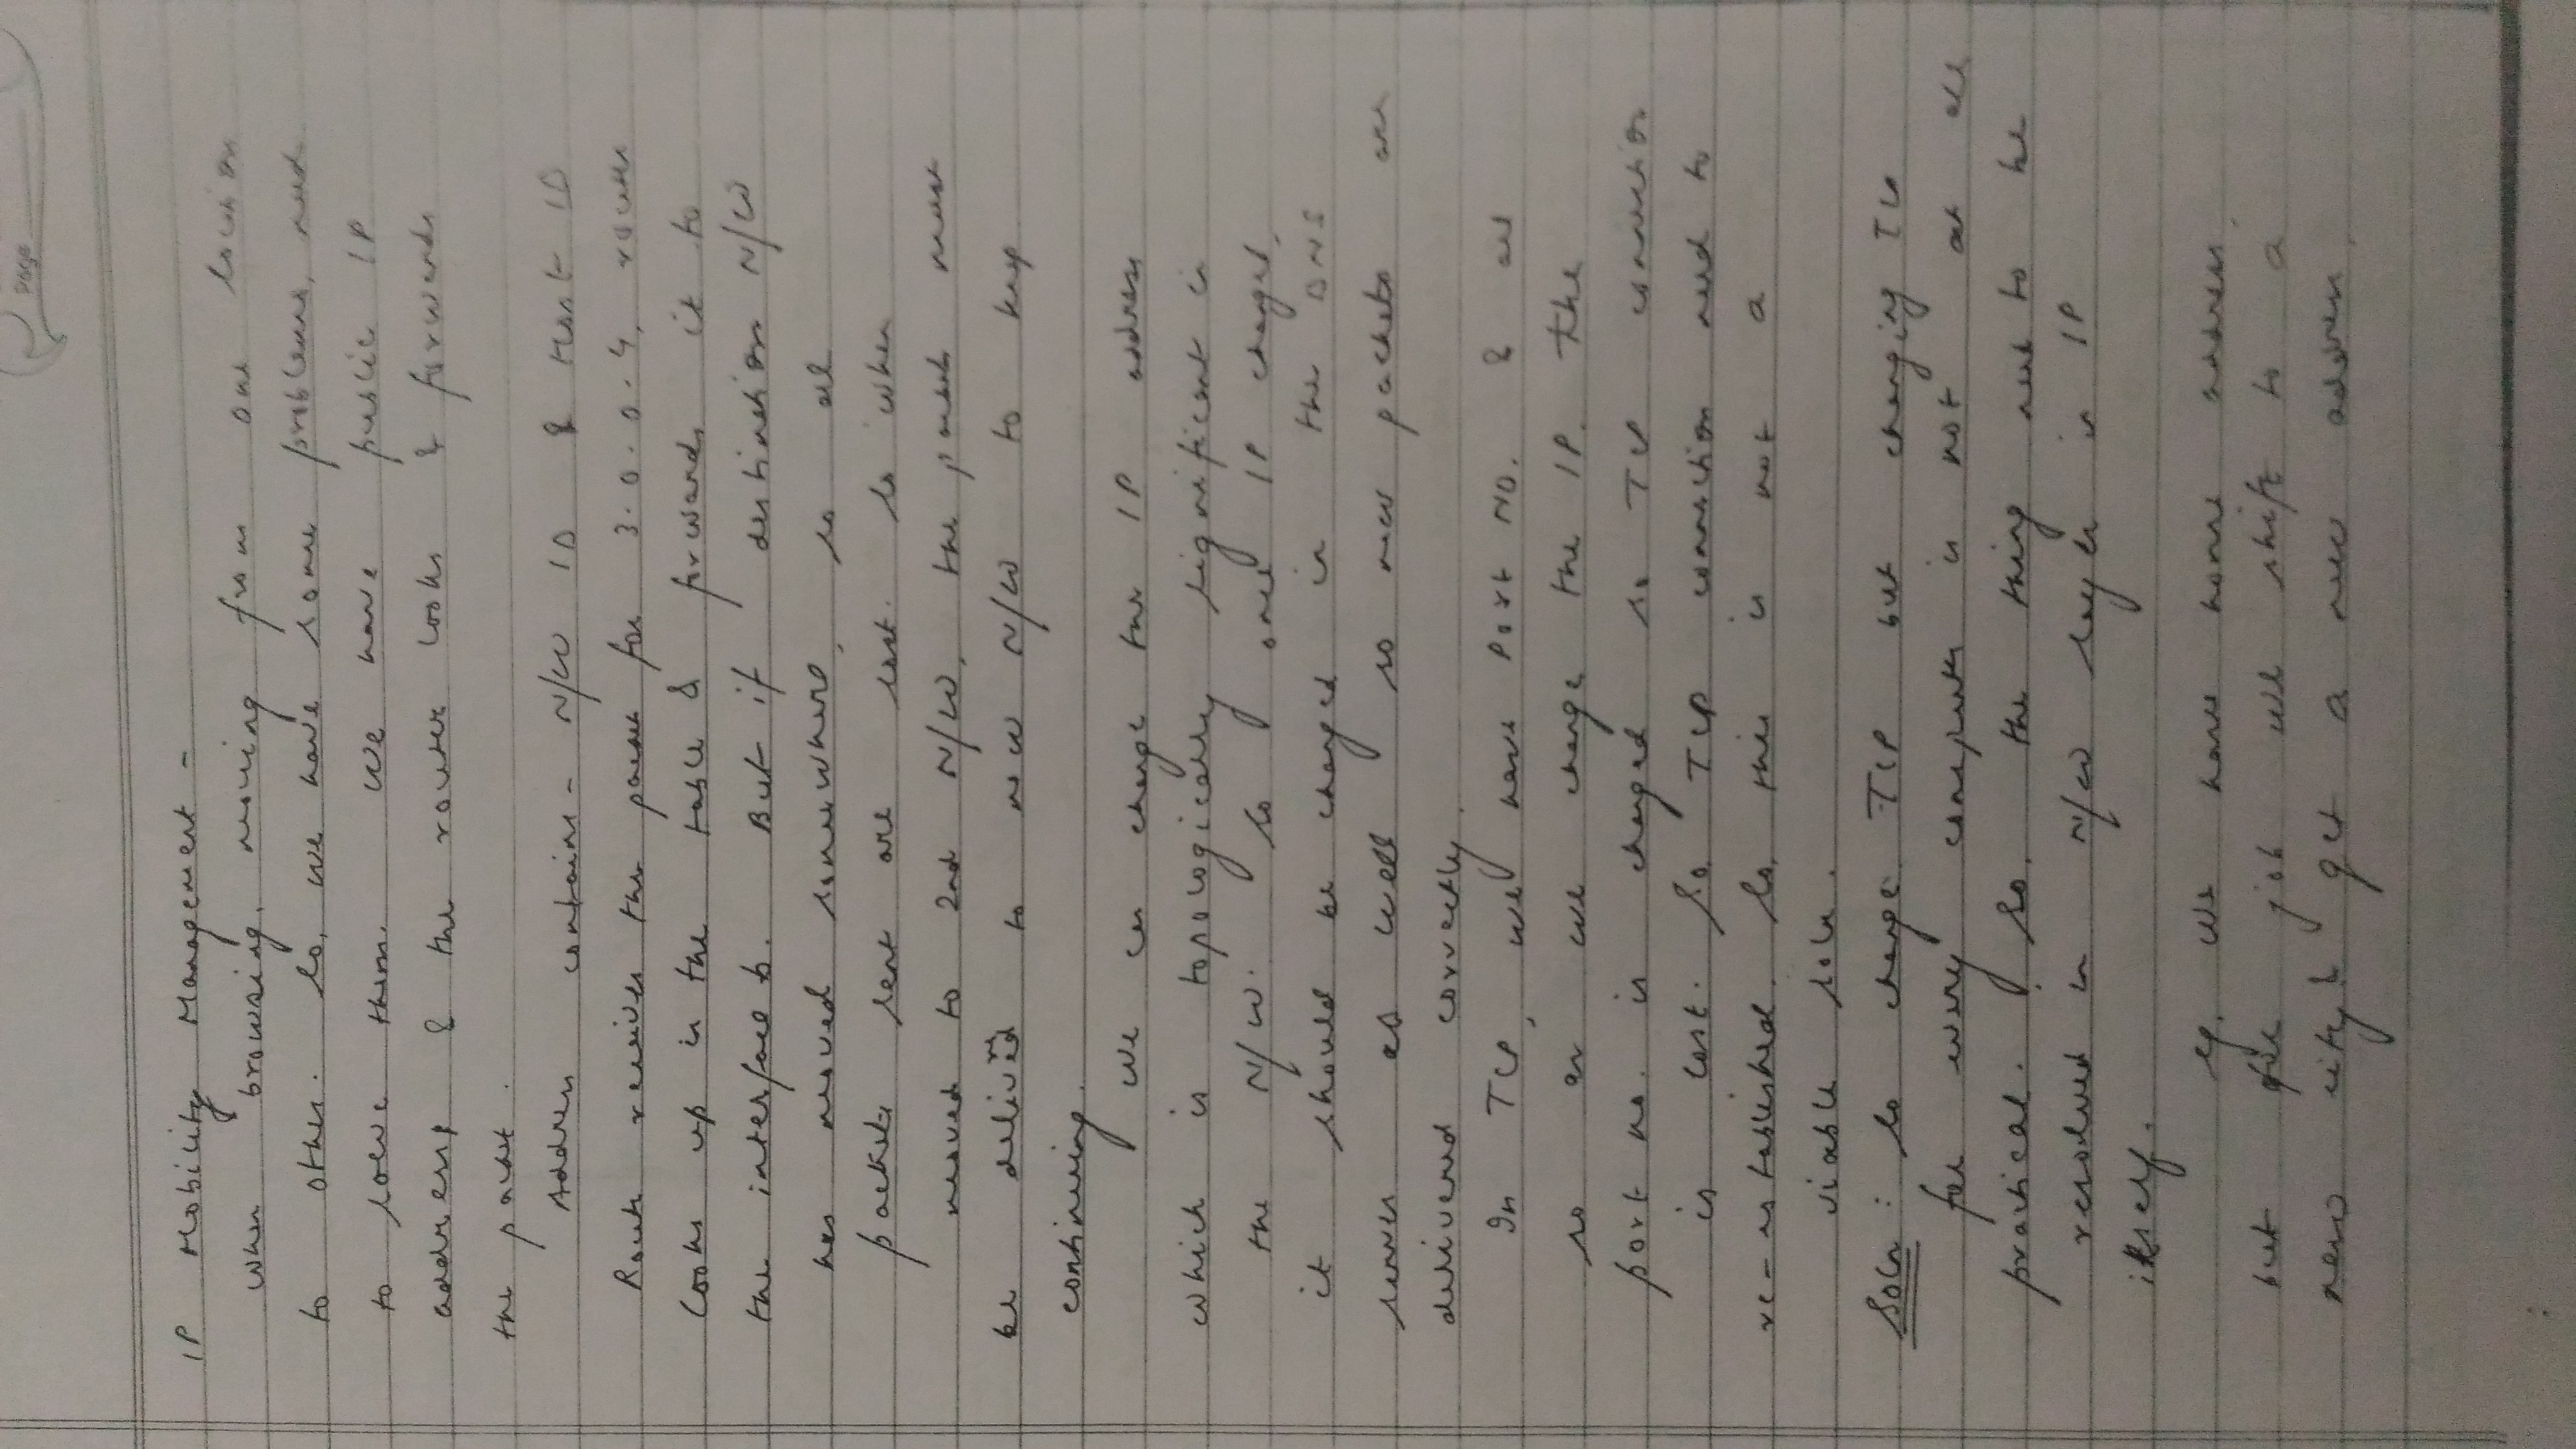 Page
IP Mobility Management -
when browsing, moving from one location
to other. So, we have some problems, need
to solve them. We have public IP
address & the router looks & forwards
the packet.
Address contains - N/W ID & Host ID
Route receives the packet for 3.0.0.4, router
looks up in the table & forwards it to
the interface b. But if destination N/W
has moved somewhere, so all
packets sent are lost. So when
moved to 2nd N/W, the packets must
be delivered to new N/W to keep
continuing.
We can change the IP address
which is topologically significant in
the N/W. So once IP changed,
it should be changed in the DNS
server as well so new packets are
delivered correctly.
In TCP, we have Port NO. & all
so as we change the IP. The
port no. is changed so TCP connection
is lost. So TCP connection need to
re-established. So, this is not a
viable soln.
Soln : to change TCP but changing TCP
for every computer is not at all
practical. So, the thing need to be
resolved in N/W layer in IP
itself.
eg. We have home address,
but for job we shift to a
new city & get a new address.